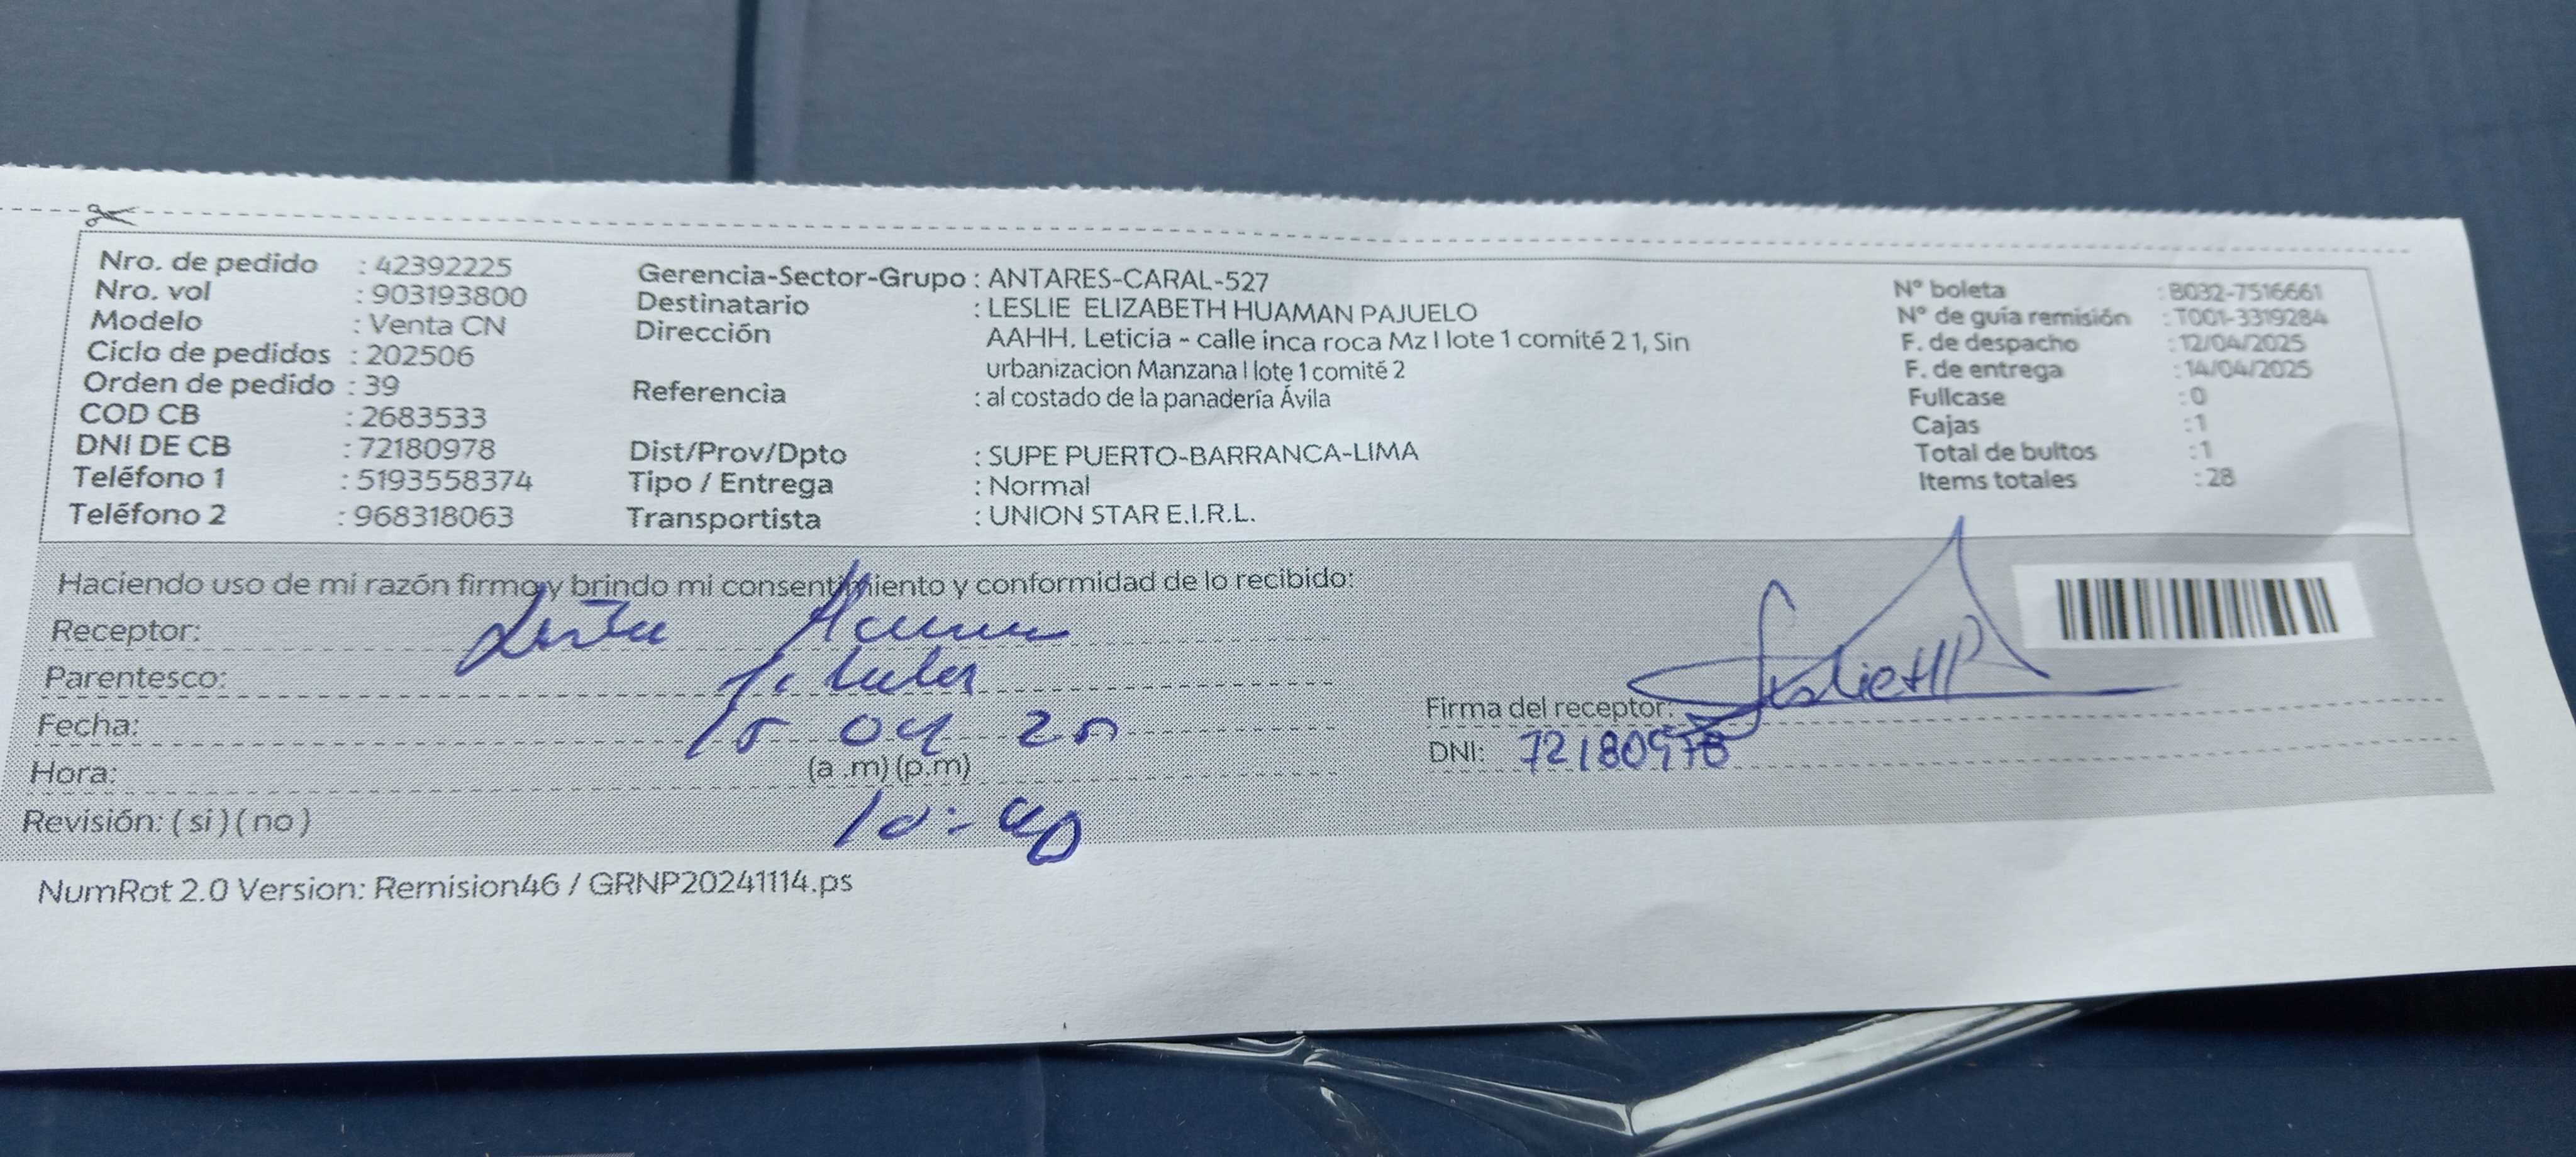 Nro. de pedido : 42392225
Nro. vol : 903193800
Modelo : Venta CN
Ciclo de pedidos : 202506
Orden de pedido : 39
COD CB : 2683533
DNI DE CB : 72180978
Teléfono 1 : 5193558374
Teléfono 2 : 968318063
Gerencia-Sector-Grupo : ANTARES-CARAL-527
Destinatario : LESLIE ELIZABETH HUAMAN PAJUELO
Dirección AAHH. Leticia - calle inca roca Mz I lote 1 comité 2 1, Sin
urbanizacion Manzana I lote 1 comité 2
Referencia : al costado de la panadería Ávila
Dist/Prov/Dpto : SUPE PUERTO-BARRANCA-LIMA
Tipo / Entrega : Normal
Transportista : UNION STAR E.I.R.L.
N° boleta : B032-7516661
N° de guía remisión : T001-3319284
F. de despacho : 12/04/2025
F. de entrega : 14/04/2025
Fullcase : 0
Cajas : 1
Total de bultos : 1
Items totales : 28
Haciendo uso de mi razón firmo y brindo mi consentimiento y conformidad de lo recibido:
Receptor:
Parentesco: Titular
Fecha: 15 04 25
Hora: (a .m) (p.m)
10:40
Revisión: ( si ) ( no )
LeslieHP
Firma del receptor:
DNI: 72180978
NumRot 2.0 Version: Remision46 / GRNP20241114.ps